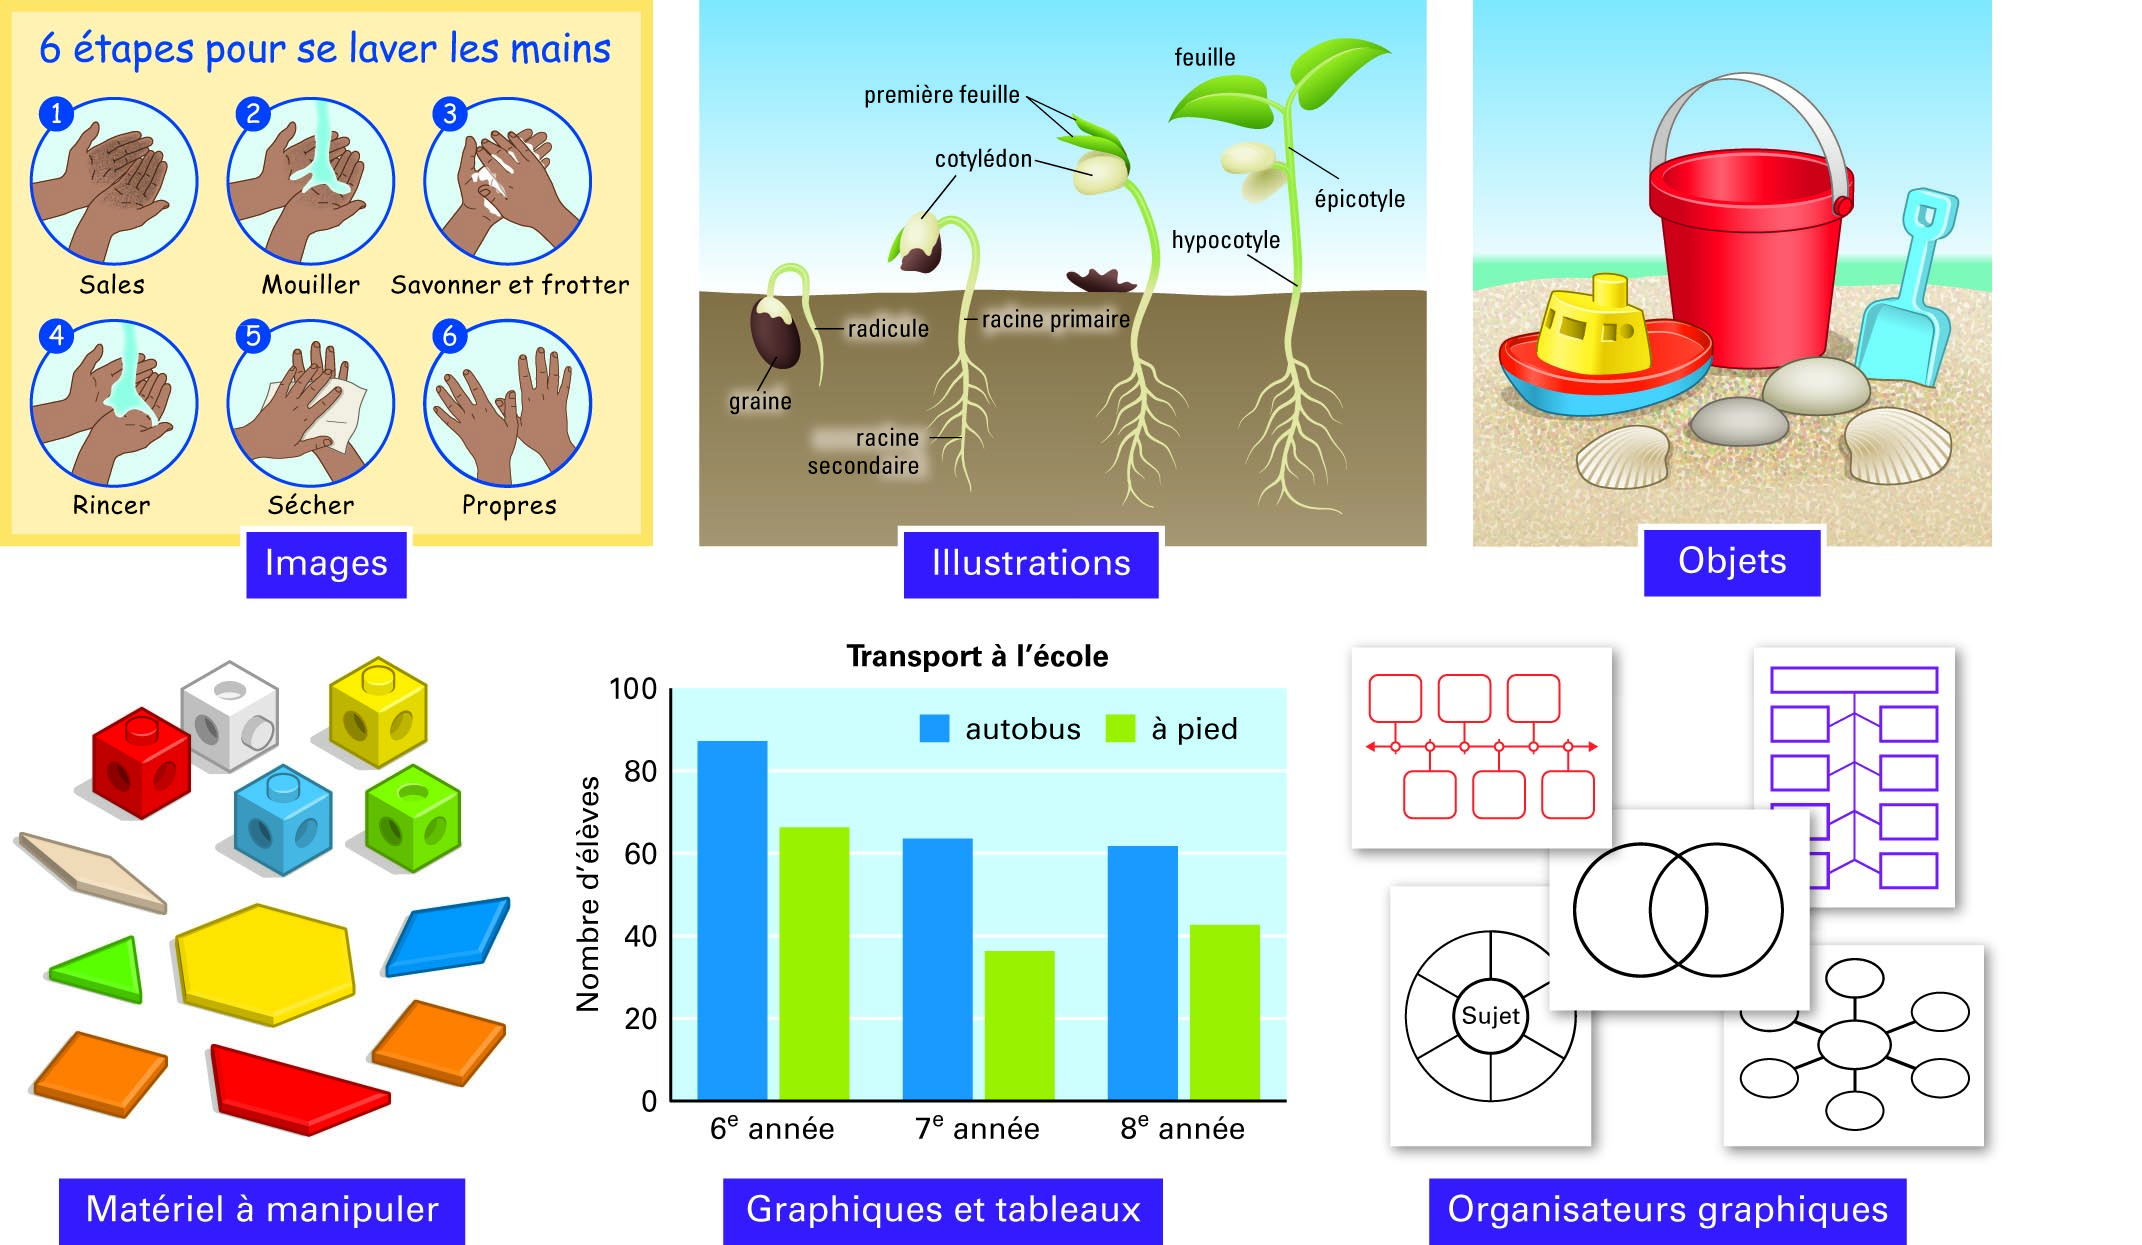 6 étapes pour se laver les mains
1
2
3
Sales
Mouiller
Savonner et frotter
4
5
6
Rincer
Sécher
Propres
Images
feuille
première feuille
cotylédon
épicotyle
hypocotyle
radicule
racine primaire
graine
racine
secondaire
Illustrations
Objets
Matériel à manipuler
Transport à l'école
autobus
à pied
Nombre d'élèves
100
80
60
40
20
0
6e année
7e année
8e année
Graphiques et tableaux
Sujet
Organisateurs graphiques